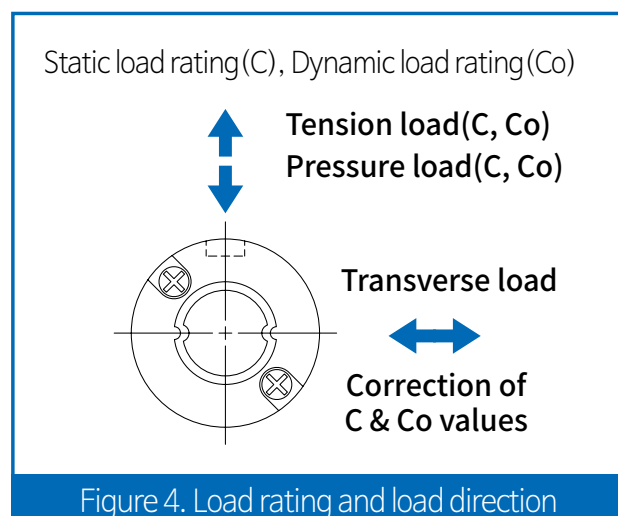 Static load rating(C), Dynamic load rating(Co)
Tension load(C, Co)
Pressure load(C, Co)
Transverse load
Correction of
C & Co values
Figure 4. Load rating and load direction